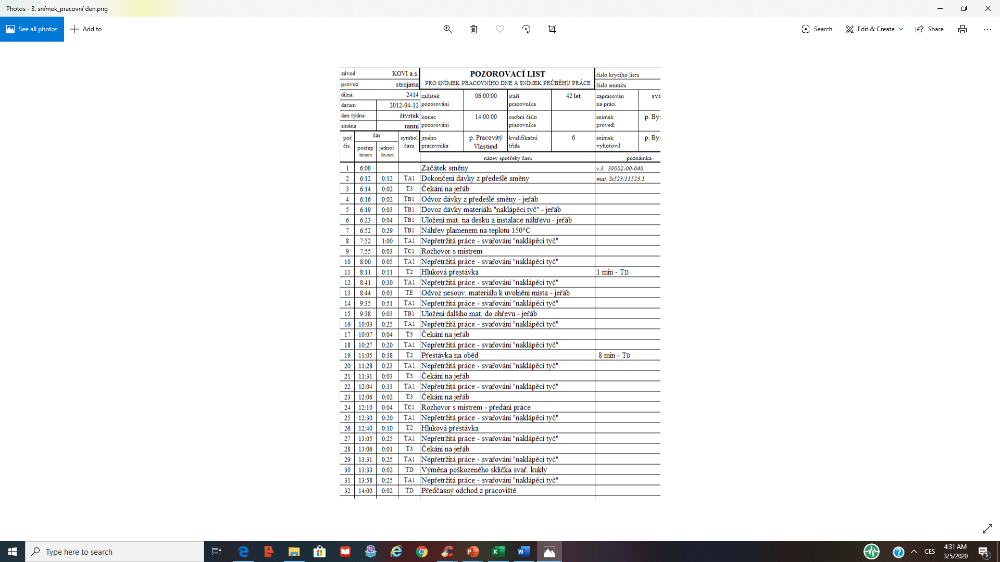 Photos - 3. snímek_pracovní den.png
See all photos
Add to
Search
Edit & Create
Share
závod KOVI a.s. POZOROVACÍ LIST číslo krycího listu
provoz strojírna PRO SNÍMEK PRACOVNÍHO DNE A SNÍMEK PRŮBĚHU PRÁCE číslo snímku
dílna 2414 začátek pozorování 06:00:00 stáří pracovníka 42 let zapracován na práci svá
datum 2012-04-12
den týdne čtvrtek konec pozorování 14:00:00 osobní číslo pracovníka snímek provedl p. Bys
směna ranní
poř čís. čas symbol času jméno pracovníka p. Pracovitý Vlastimil kvalifikační třída 6 snímek vyhotovil p. Bys
postup hh:mm jednot. hh:mm
název spotřeby času poznámka
1 6:00 Začátek směny v.č. 39002-00-040
2 6:12 0:12 TA1 Dokončení dávky z předešlé směny mat. St523/11523.1
3 6:14 0:02 T3 Čekání na jeřáb
4 6:16 0:02 TB1 Odvoz dávky z předešlé směny - jeřáb
5 6:19 0:03 TB1 Dovoz dávky materiálu "naklápěcí tyč" - jeřáb
6 6:23 0:04 TB1 Uložení mat. na desku a instalace náhřevu - jeřáb
7 6:52 0:29 TB1 Náhřev plamenem na teplotu 150°C
8 7:52 1:00 TA1 Nepřetržitá práce - svařování "naklápěcí tyč"
9 7:55 0:03 TC1 Rozhovor s mistrem
10 8:00 0:05 TA1 Nepřetržitá práce - svařování "naklápěcí tyč"
11 8:11 0:11 T2 Hluková přestávka 1 min - TD
12 8:41 0:30 TA1 Nepřetržitá práce - svařování "naklápěcí tyč"
13 8:44 0:03 TE Odvoz nesouv. materiálu k uvolnění místa - jeřáb
14 9:35 0:51 TA1 Nepřetržitá práce - svařování "naklápěcí tyč"
15 9:38 0:03 TB1 Uložení dalšího mat. do ohřevu - jeřáb
16 10:03 0:25 TA1 Nepřetržitá práce - svařování "naklápěcí tyč"
17 10:07 0:04 T3 Čekání na jeřáb
18 10:27 0:20 TA1 Nepřetržitá práce - svařování "naklápěcí tyč"
19 11:05 0:38 T2 Přestávka na oběd 8 min - TD
20 11:28 0:23 TA1 Nepřetržitá práce - svařování "naklápěcí tyč"
21 11:31 0:03 T3 Čekání na jeřáb
22 12:04 0:33 TA1 Nepřetržitá práce - svařování "naklápěcí tyč"
23 12:06 0:02 T3 Čekání na jeřáb
24 12:10 0:04 TC1 Rozhovor s mistrem - předání práce
25 12:30 0:20 TA1 Nepřetržitá práce - svařování "naklápěcí tyč"
26 12:40 0:10 T2 Hluková přestávka
27 13:05 0:25 TA1 Nepřetržitá práce - svařování "naklápěcí tyč"
28 13:06 0:01 T3 Čekání na jeřáb
29 13:31 0:25 TA1 Nepřetržitá práce - svařování "naklápěcí tyč"
30 13:33 0:02 TD Výměna poškozeného sklíčka svař. kukly
31 13:58 0:25 TA1 Nepřetržitá práce - svařování "naklápěcí tyč"
32 14:00 0:02 TD Předčasný odchod z pracoviště
Type here to search
CES
4:31 AM
3/5/2020
1